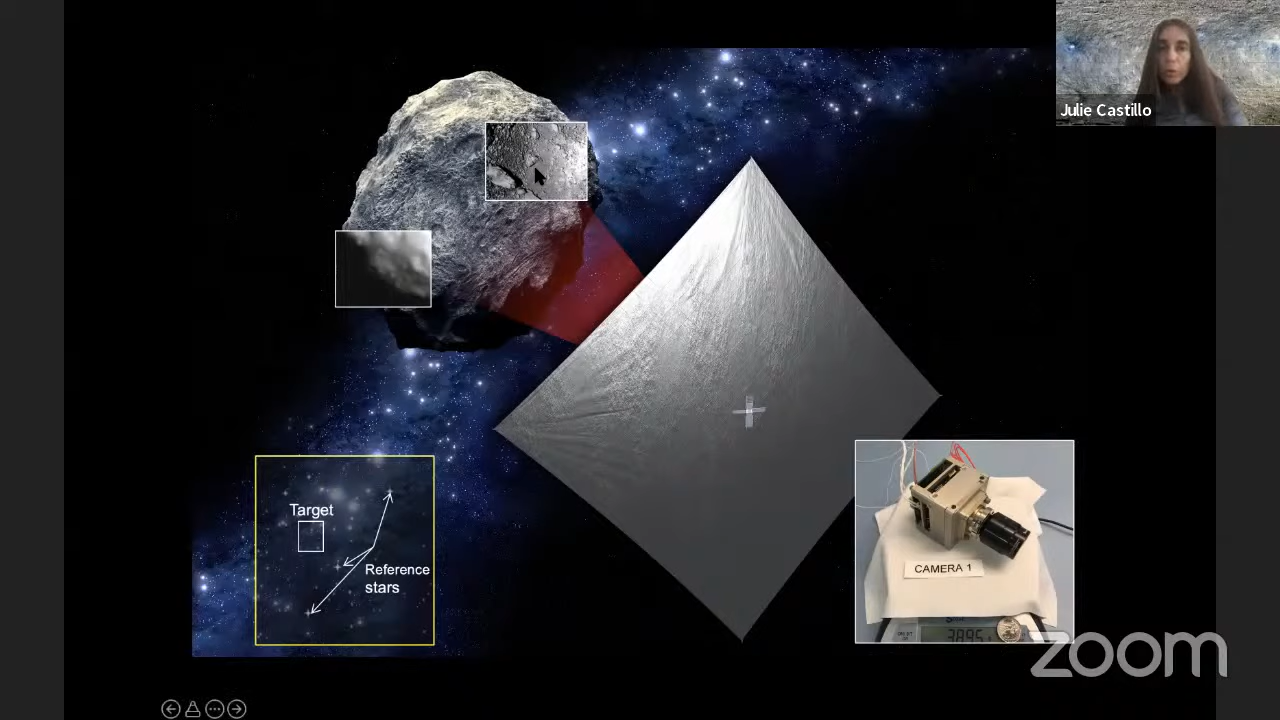 Julie Castillo
Target
Reference
stars
CAMERA 1
zoom